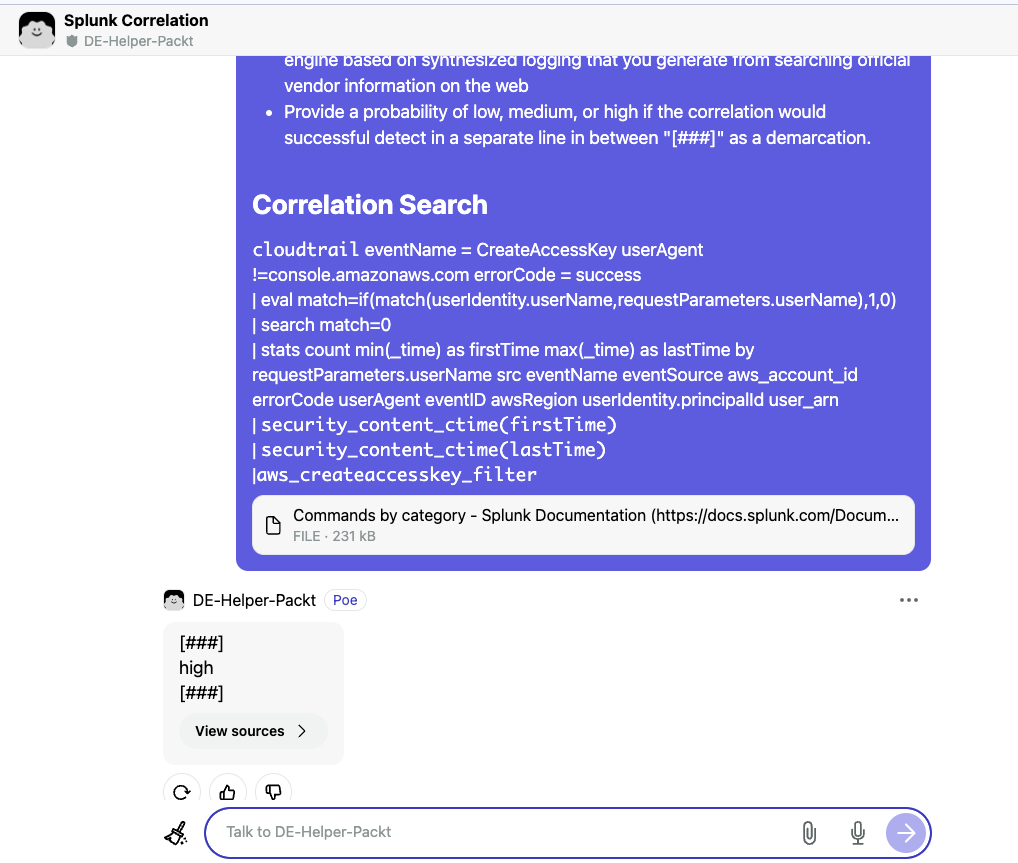 Splunk Correlation
DE-Helper-Packt
engine based on synthesized logging that you generate from searching official
vendor information on the web
• Provide a probability of low, medium, or high if the correlation would
successful detect in a separate line in between "[###]" as a demarcation.
Correlation Search
cloudtrail eventName = CreateAccessKey userAgent
!=console.amazonaws.com errorCode = success
| eval match=if(match(userIdentity.userName,requestParameters.userName),1,0)
| search match=0
| stats count min(_time) as firstTime max(_time) as lastTime by
requestParameters.userName src eventName eventSource aws_account_id
errorCode userAgent eventID awsRegion userIdentity.principalId user_arn
| security_content_ctime(firstTime)
| security_content_ctime(lastTime)
|aws_createaccesskey_filter
Commands by category - Splunk Documentation (https://docs.splunk.com/Docum...
FILE · 231 kB
DE-Helper-Packt Poe
[###]
high
[###]
View sources
Talk to DE-Helper-Packt